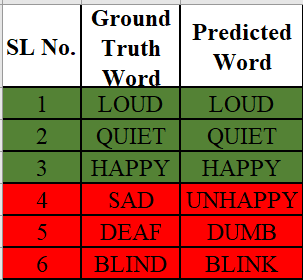 SL No. Ground Truth Word Predicted Word
1 LOUD LOUD
2 QUIET QUIET
3 HAPPY HAPPY
4 SAD UNHAPPY
5 DEAF DUMB
6 BLIND BLINK